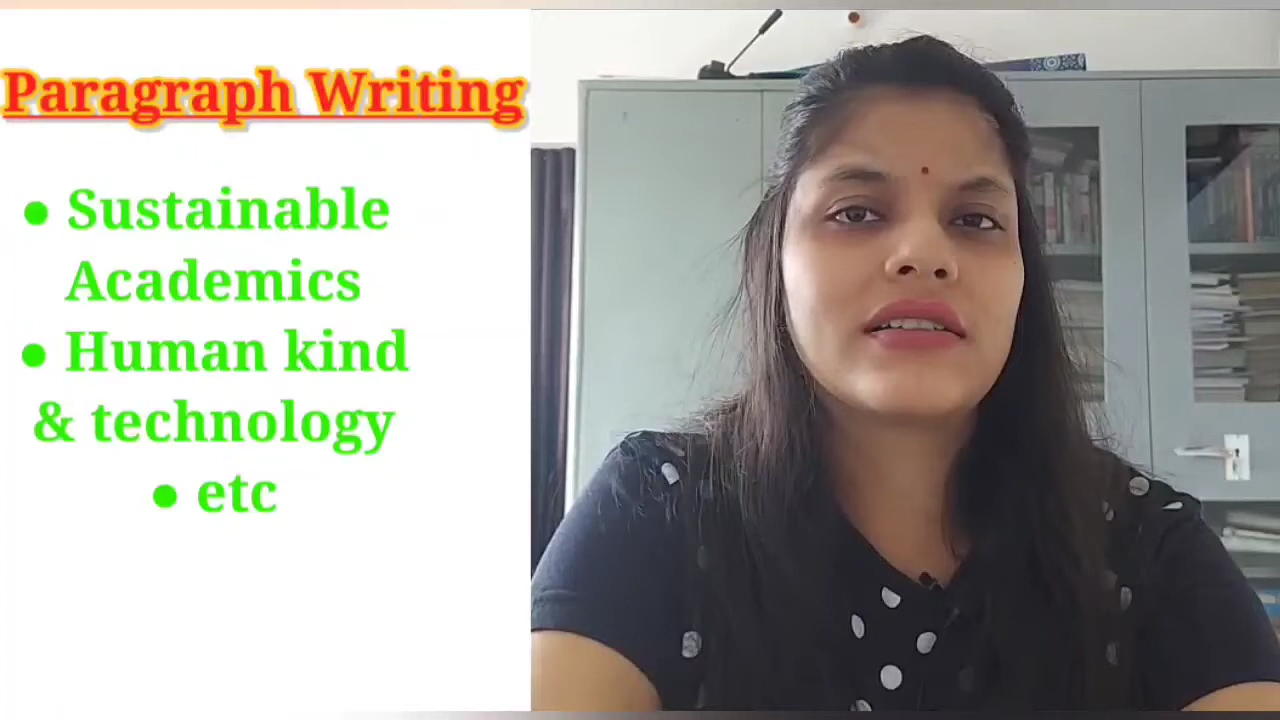 Paragraph Writing
● Sustainable
Academics
● Human kind
& technology
● etc